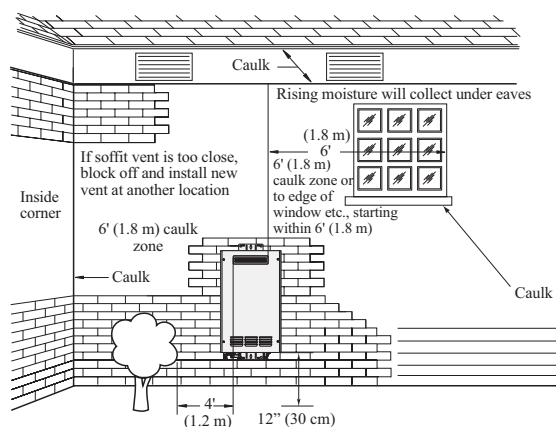 Caulk
Rising moisture will collect under eaves
(1.8 m)
6'
If soffit vent is too close,
block off and install new
vent at another location
6' (1.8 m)
caulk zone or
to edge of
window etc., starting
within 6' (1.8 m)
Inside
corner
6' (1.8 m) caulk
zone
Caulk
Caulk
4'
(1.2 m)
12” (30 cm)